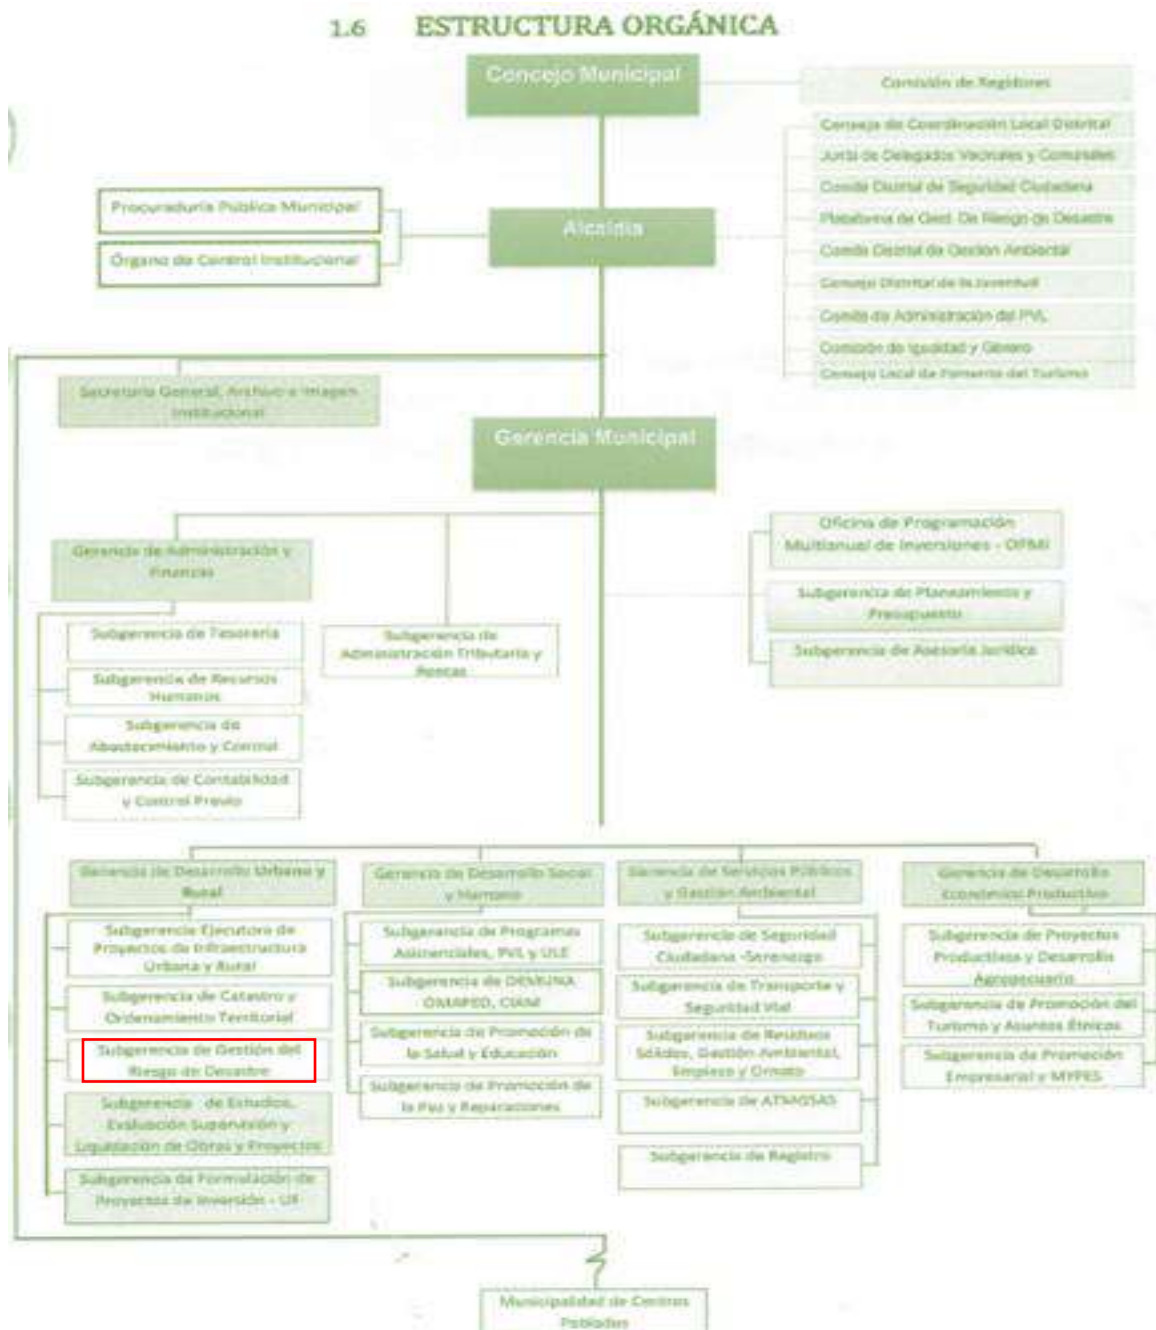 1.6 ESTRUCTURA ORGÁNICA
Concejo Municipal
Comisión de Regidores
Consejo de Coordinación Local Distrital
Junta de Delegados Vecinales y Comunales
Comité Distrital de Seguridad Ciudadana
Plataforma de Gest. De Riesgo de Desastre
Comité Distrital de Gestión Ambiental
Consejo Distrital de la Juventud
Comité de Administración del PVL
Comisión de Igualdad y Género
Consejo Local de Fomento del Turismo
Procuraduría Pública Municipal
Órgano de Control Institucional
Alcaldía
Secretaría General, Archivo e Imagen
Institucional
Gerencia Municipal
Gerencia de Administración y
Finanzas
Subgerencia de Tesorería
Subgerencia de Recursos
Humanos
Subgerencia de
Abastecimiento y Control
Subgerencia de Contabilidad
y Control Previo
Subgerencia de
Administración Tributaria y
Rentas
Oficina de Programación
Multianual de Inversiones - OPMI
Subgerencia de Planeamiento y
Presupuesto
Subgerencia de Asesoría Jurídica
Gerencia de Desarrollo Urbano y
Rural
Subgerencia Ejecutora de
Proyectos de Infraestructura
Urbana y Rural
Subgerencia de Catastro y
Ordenamiento Territorial
Subgerencia de Gestión del
Riesgo de Desastre
Subgerencia de Estudios,
Evaluación Supervisión y
Liquidación de Obras y Proyectos
Subgerencia de Formulación de
Proyectos de Inversión - UF
Gerencia de Desarrollo Social
y Humano
Subgerencia de Programas
Asistenciales, PVL y ULE
Subgerencia de DEMUNA
OMAPED, CIAM
Subgerencia de Promoción de
la Salud y Educación
Subgerencia de Promoción de
la Paz y Reparaciones
Gerencia de Servicios Públicos
y Gestión Ambiental
Subgerencia de Seguridad
Ciudadana -Serenazgo
Subgerencia de Transporte y
Seguridad Vial
Subgerencia de Residuos
Sólidos, Gestión Ambiental,
Empleos y Ornato
Subgerencia de ATMSSAS
Subgerencia de Registro
Gerencia de Desarrollo
Económico Productivo
Subgerencia de Proyectos
Productivos y Desarrollo
Agropecuario
Subgerencia de Promoción del
Turismo y Asuntos Étnicos
Subgerencia de Promoción
Empresarial y MYPES
Municipalidad de Centros
Poblados